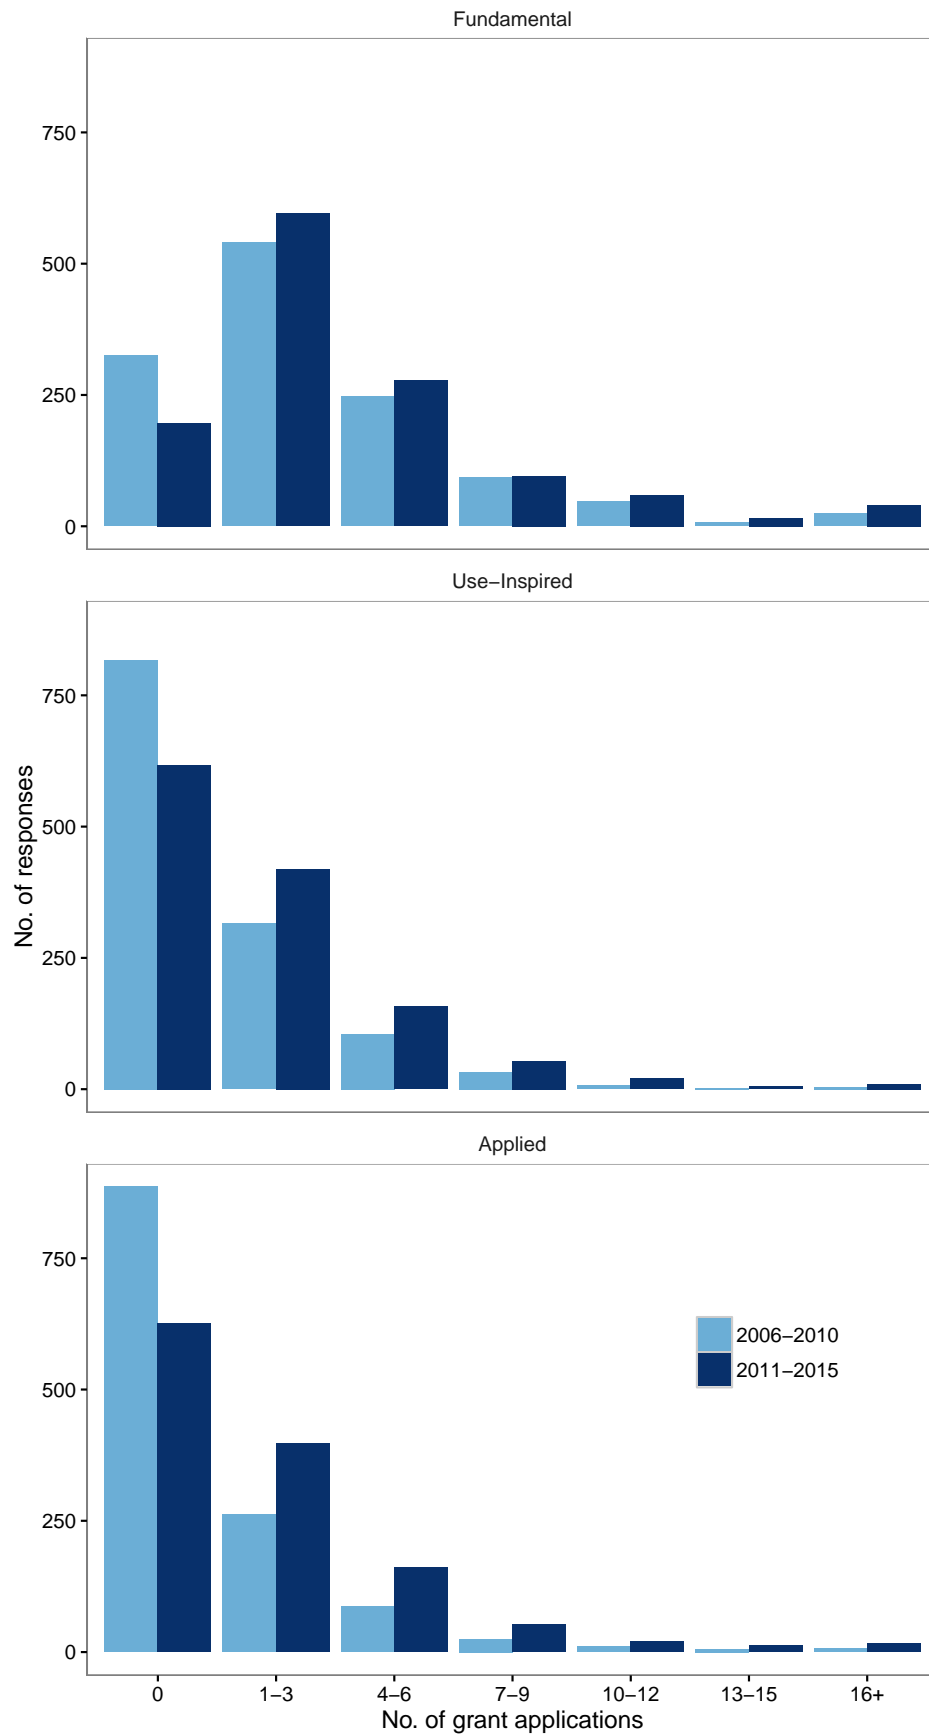 Fundamental
750
500
250
0
Use−Inspired
750
500
250
0
No. of responses
Applied
750
500
250
0
2006−2010
2011−2015
0 1−3 4−6 7−9 10−12 13−15 16+
No. of grant applications